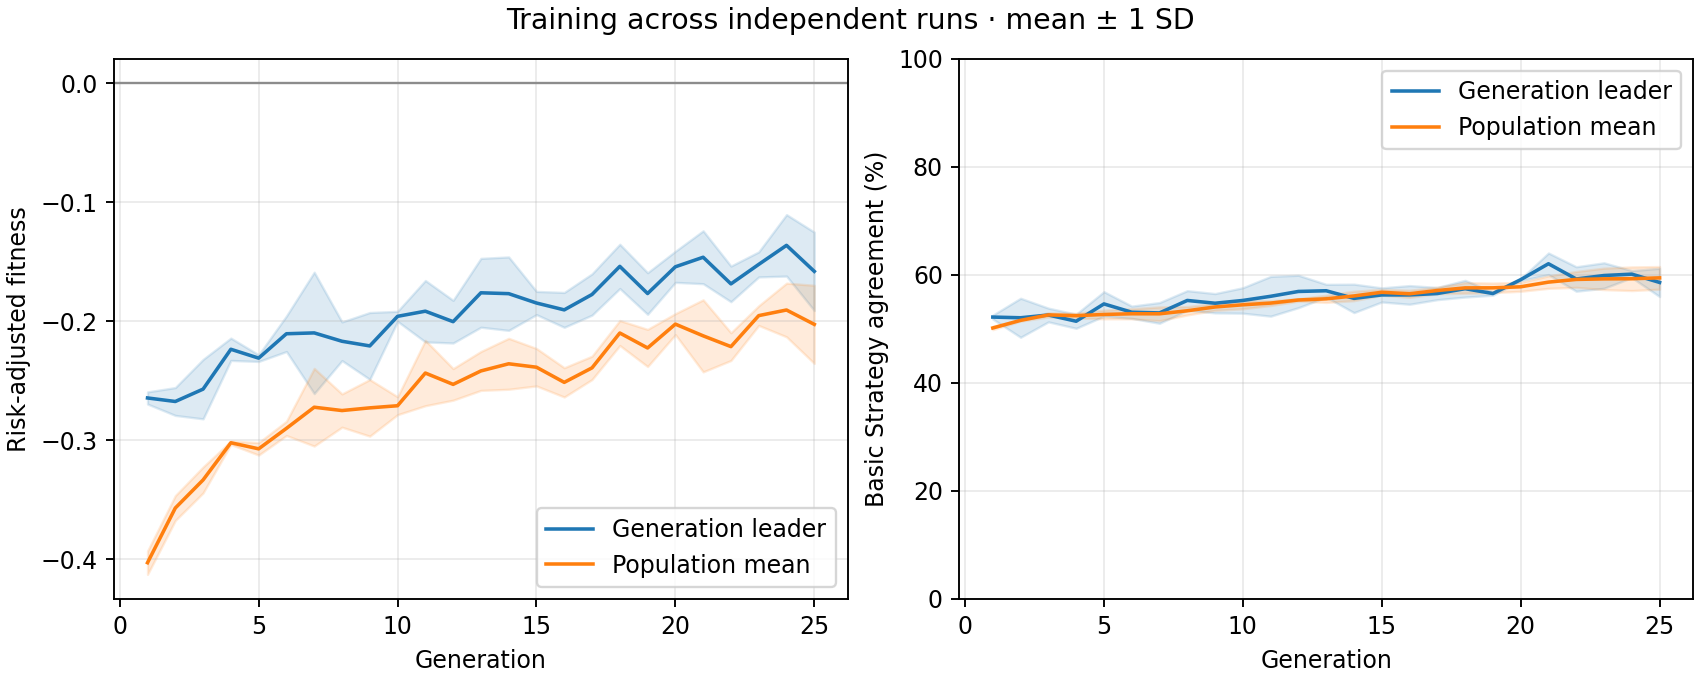 Training across independent runs · mean ± 1 SD
Risk-adjusted fitness
0.0
−0.1
−0.2
−0.3
−0.4
0
5
10
15
20
25
Generation
Generation leader
Population mean
Basic Strategy agreement (%)
100
80
60
40
20
0
0
5
10
15
20
25
Generation
Generation leader
Population mean